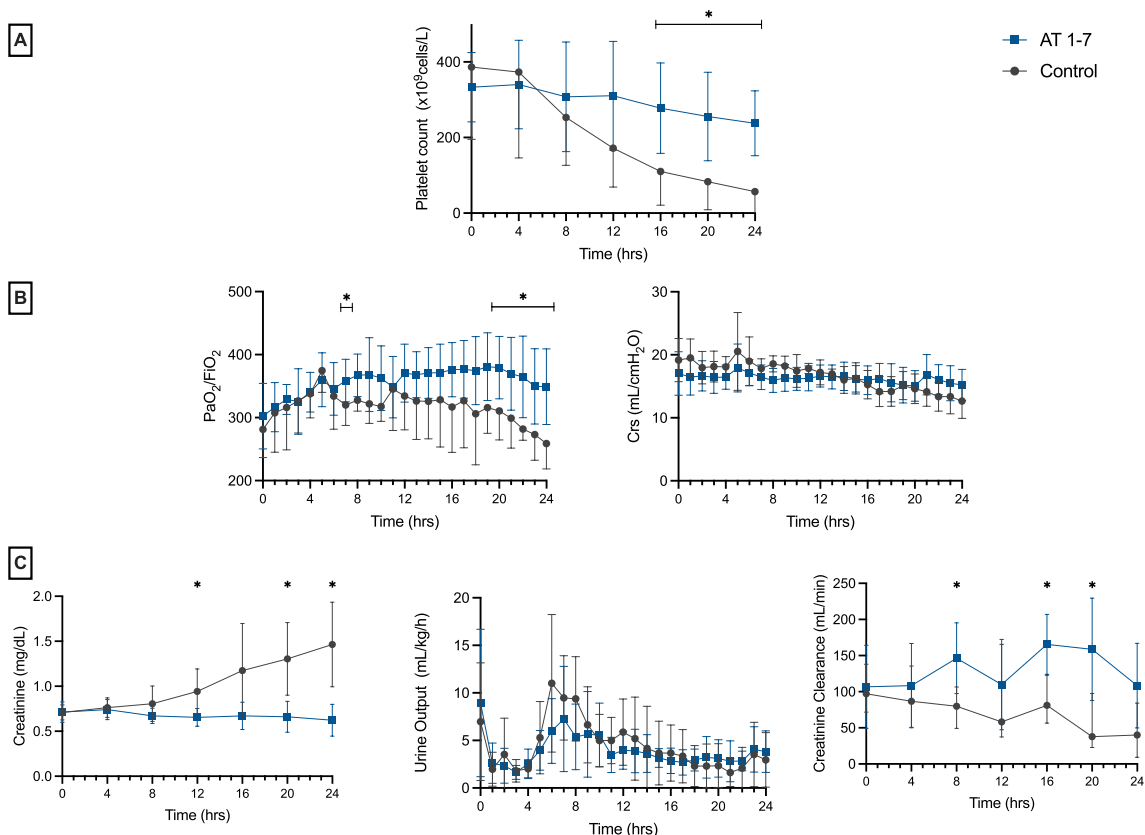 A
*
AT 1-7
Control
Platelet count (x10⁹cells/L)
400
200
0
0 4 8 12 16 20 24
Time (hrs)
B
* *
PaO₂/FiO₂
500
400
300
200
0 4 8 12 16 20 24
Time (hrs)
Crs (mL/cmH₂O)
30
20
10
0
0 4 8 12 16 20 24
Time (hrs)
C
* * *
Creatinine (mg/dL)
2.0
1.5
1.0
0.5
0.0
0 4 8 12 16 20 24
Time (hrs)
Urine Output (mL/kg/h)
20
15
10
5
0
0 4 8 12 16 20 24
Time (hrs)
* * *
Creatinine Clearance (mL/min)
250
200
150
100
50
0
0 4 8 12 16 20 24
Time (hrs)